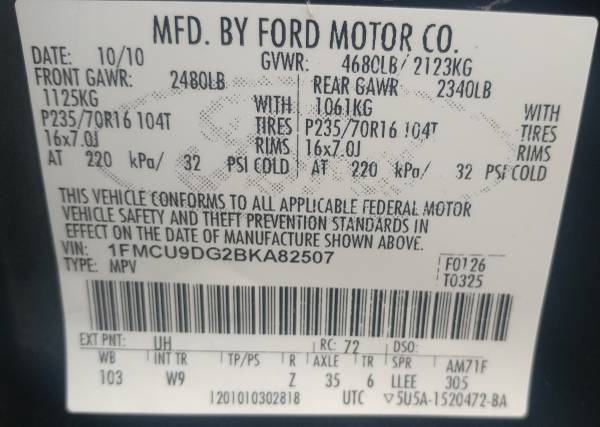 MFD. BY FORD MOTOR CO.
DATE: 10/10 GVWR: 4680LB/2123KG
FRONT GAWR: 2480LB REAR GAWR 2340LB
1125KG WITH 1061KG WITH
P235/70R16 104T TIRES P235/70R16 104T TIRES
16x7.0J RIMS 16x7.0J RIMS
AT 220 kPa/ 32 PSI COLD AT 220 kPa/ 32 PSI COLD
THIS VEHICLE CONFORMS TO ALL APPLICABLE FEDERAL MOTOR
VEHICLE SAFETY AND THEFT PREVENTION STANDARDS IN
EFFECT ON THE DATE OF MANUFACTURE SHOWN ABOVE.
VIN: 1FMCU9DG2BKA82507 F0126
TYPE: MPV T0325
EXT PNT: UH RC: 72 DSO:
WB INT TR TP/PS R AXLE TR SPR AM71F
103 W9 Z 35 6 LLEE 305
1201010302818 UTC ▽5U5A-1520472-BA